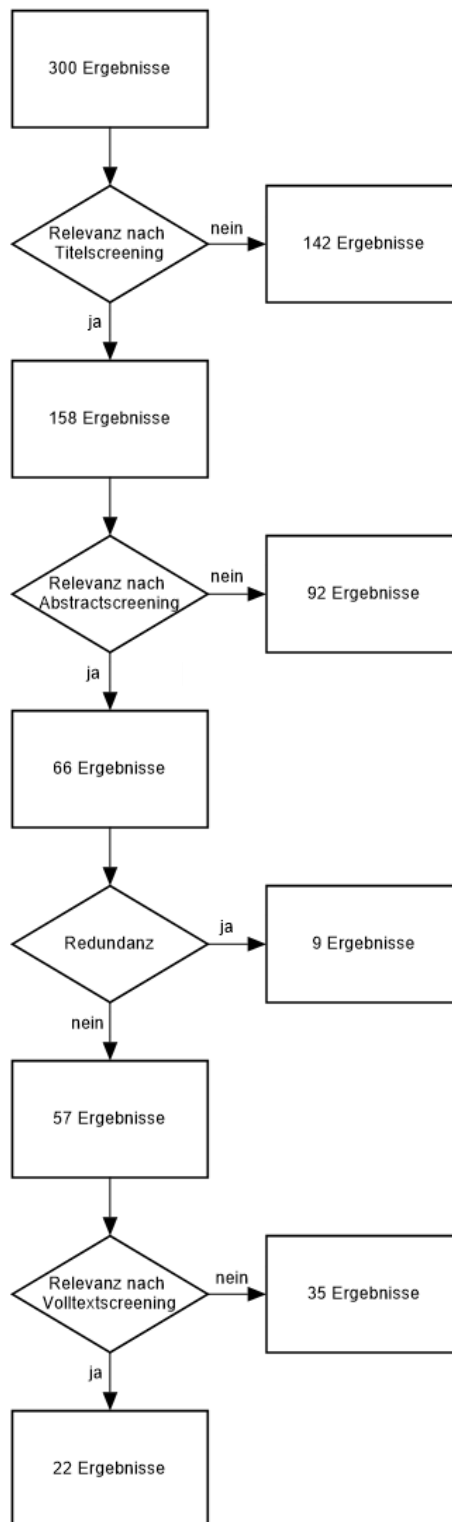 300 Ergebnisse
Relevanz nach
Titelscreening
nein
142 Ergebnisse
ja
158 Ergebnisse
Relevanz nach
Abstractscreening
nein
92 Ergebnisse
ja
66 Ergebnisse
Redundanz
ja
9 Ergebnisse
nein
57 Ergebnisse
Relevanz nach
Volltextscreening
nein
35 Ergebnisse
ja
22 Ergebnisse